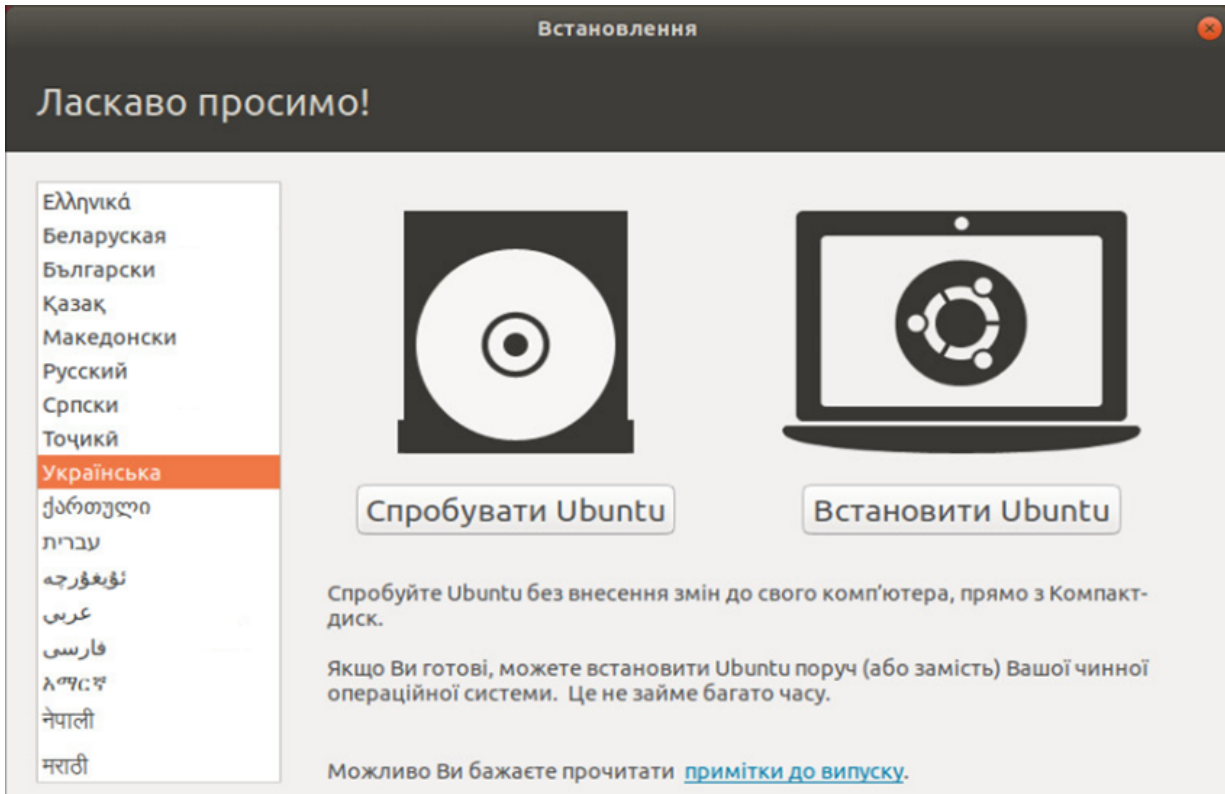 Встановлення
Ласкаво просимо!
Ελληνικά
Беларуская
Български
Қазақ
Македонски
Русский
Српски
Тоҷикӣ
Українська
ქართული
עברית
ئۇيغۇرچە
عربي
فارسی
አማርኛ
नेपाली
मराठी
Спробувати Ubuntu
Встановити Ubuntu
Спробуйте Ubuntu без внесення змін до свого комп’ютера, прямо з Компакт-
диск.
Якщо Ви готові, можете встановити Ubuntu поруч (або замість) Вашої чинної
операційної системи. Це не займе багато часу.
Можливо Ви бажаєте прочитати примітки до випуску.